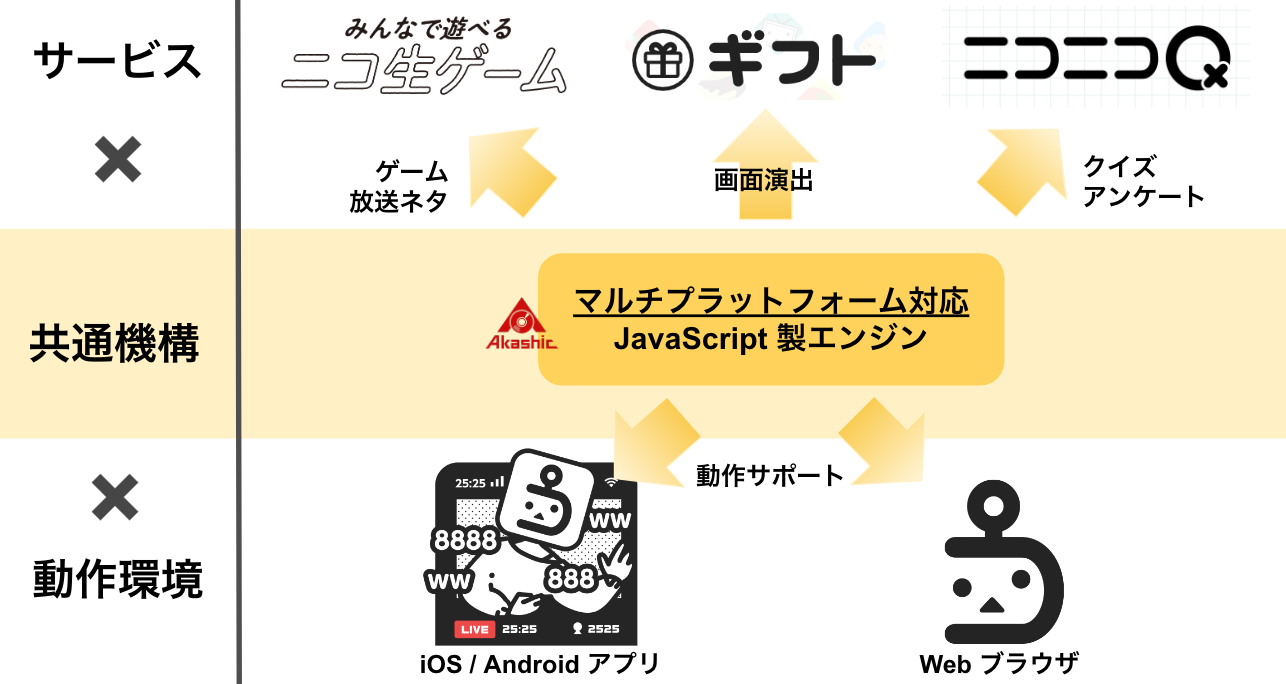 サービス
みんなで遊べる
ニコ生ゲーム
ギフト
ニコニコQ
ゲーム
放送ネタ
画面演出
クイズ
アンケート
共通機構
Akashic
マルチプラットフォーム対応
JavaScript 製エンジン
動作サポート
動作環境
25:25
ww
8888
ww
888
LIVE 25:25 2525
iOS / Android アプリ
Web ブラウザ